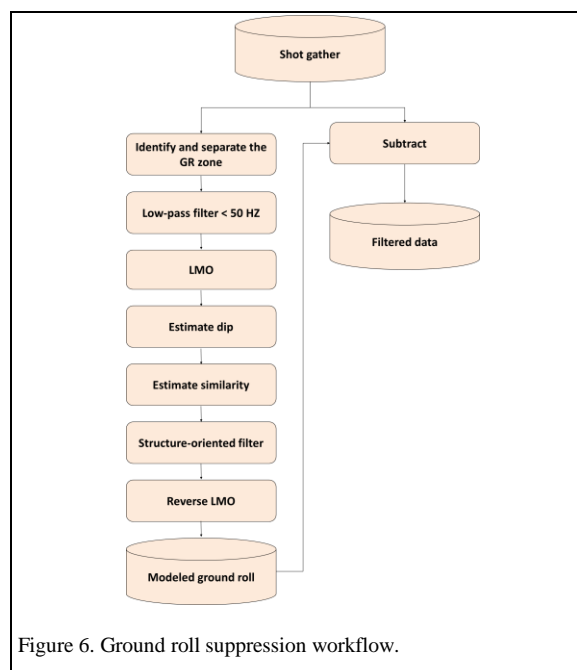 Shot gather
Identify and separate the
GR zone
Low-pass filter < 50 HZ
LMO
Estimate dip
Estimate similarity
Structure-oriented filter
Reverse LMO
Modeled ground roll
Subtract
Filtered data
Figure 6. Ground roll suppression workflow.